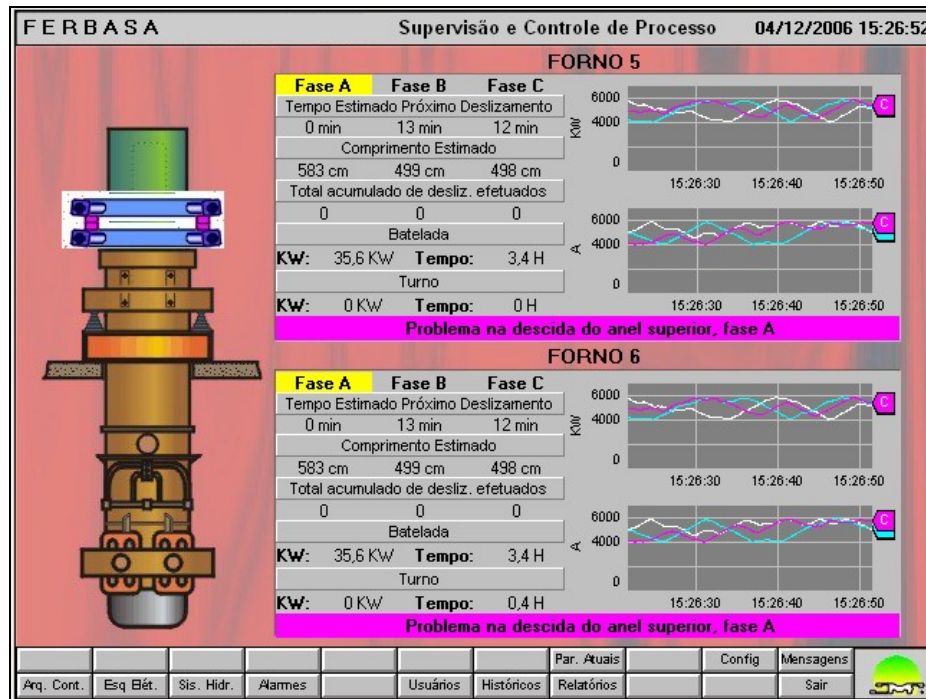 FERBASA Supervisão e Controle de Processo 04/12/2006 15:26:52
FORNO 5
Fase A Fase B Fase C
Tempo Estimado Próximo Deslizamento
0 min 13 min 12 min
Comprimento Estimado
583 cm 499 cm 498 cm
Total acumulado de desliz. efetuados
0 0 0
Batelada
KW: 35,6 KW Tempo: 3,4 H
Turno
KW: 0 KW Tempo: 0 H
KW
6000
4000
0
C
15:26:30 15:26:40 15:26:50
A
6000
4000
0
C
15:26:30 15:26:40 15:26:50
Problema na descida do anel superior, fase A
FORNO 6
Fase A Fase B Fase C
Tempo Estimado Próximo Deslizamento
0 min 13 min 12 min
Comprimento Estimado
583 cm 499 cm 498 cm
Total acumulado de desliz. efetuados
0 0 0
Batelada
KW: 35,6 KW Tempo: 3,4 H
Turno
KW: 0 KW Tempo: 0,4 H
KW
6000
4000
0
C
15:26:30 15:26:40 15:26:50
A
6000
4000
0
C
15:26:30 15:26:40 15:26:50
Problema na descida do anel superior, fase A
Par. Atuais Config Mensagens
Arq. Cont. Esq Elét. Sis. Hidr. Alarmes Usuários Históricos Relatórios Sair